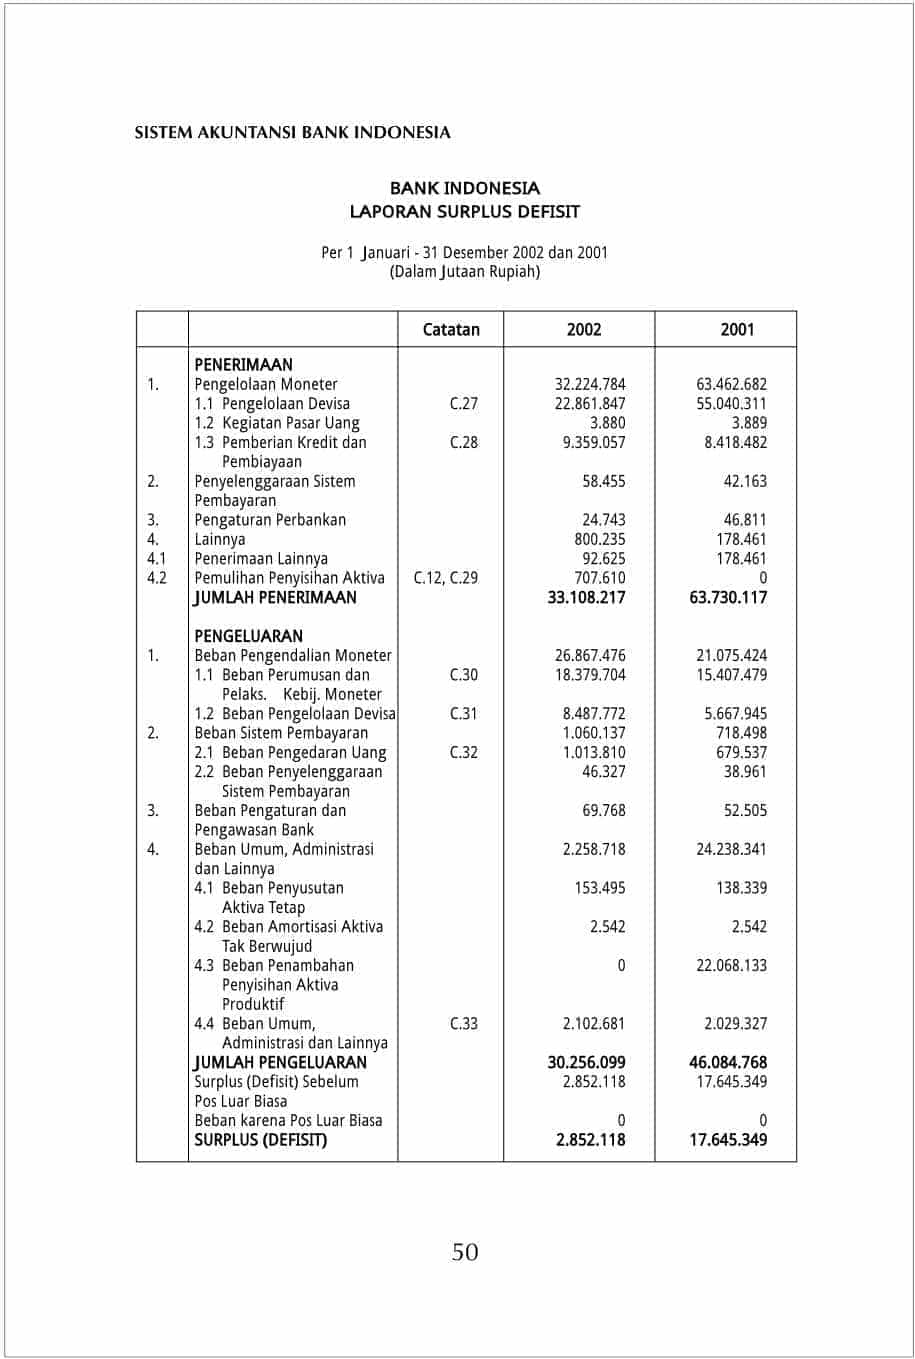 SISTEM AKUNTANSI BANK INDONESIA
BANK INDONESIA
LAPORAN SURPLUS DEFISIT
Per 1 Januari - 31 Desember 2002 dan 2001
(Dalam Jutaan Rupiah)
Catatan 2002 2001
PENERIMAAN
1. Pengelolaan Moneter 32.224.784 63.462.682
1.1 Pengelolaan Devisa C.27 22.861.847 55.040.311
1.2 Kegiatan Pasar Uang 3.880 3.889
1.3 Pemberian Kredit dan C.28 9.359.057 8.418.482
Pembiayaan
2. Penyelenggaraan Sistem 58.455 42.163
Pembayaran
3. Pengaturan Perbankan 24.743 46.811
4. Lainnya 800.235 178.461
4.1 Penerimaan Lainnya 92.625 178.461
4.2 Pemulihan Penyisihan Aktiva C.12, C.29 707.610 0
JUMLAH PENERIMAAN 33.108.217 63.730.117
PENGELUARAN
1. Beban Pengendalian Moneter 26.867.476 21.075.424
1.1 Beban Perumusan dan C.30 18.379.704 15.407.479
Pelaks. Kebij. Moneter
1.2 Beban Pengelolaan Devisa C.31 8.487.772 5.667.945
2. Beban Sistem Pembayaran 1.060.137 718.498
2.1 Beban Pengedaran Uang C.32 1.013.810 679.537
2.2 Beban Penyelenggaraan 46.327 38.961
Sistem Pembayaran
3. Beban Pengaturan dan 69.768 52.505
Pengawasan Bank
4. Beban Umum, Administrasi 2.258.718 24.238.341
dan Lainnya
4.1 Beban Penyusutan 153.495 138.339
Aktiva Tetap
4.2 Beban Amortisasi Aktiva 2.542 2.542
Tak Berwujud
4.3 Beban Penambahan 0 22.068.133
Penyisihan Aktiva
Produktif
4.4 Beban Umum, C.33 2.102.681 2.029.327
Administrasi dan Lainnya
JUMLAH PENGELUARAN 30.256.099 46.084.768
Surplus (Defisit) Sebelum 2.852.118 17.645.349
Pos Luar Biasa
Beban karena Pos Luar Biasa 0 0
SURPLUS (DEFISIT) 2.852.118 17.645.349
50